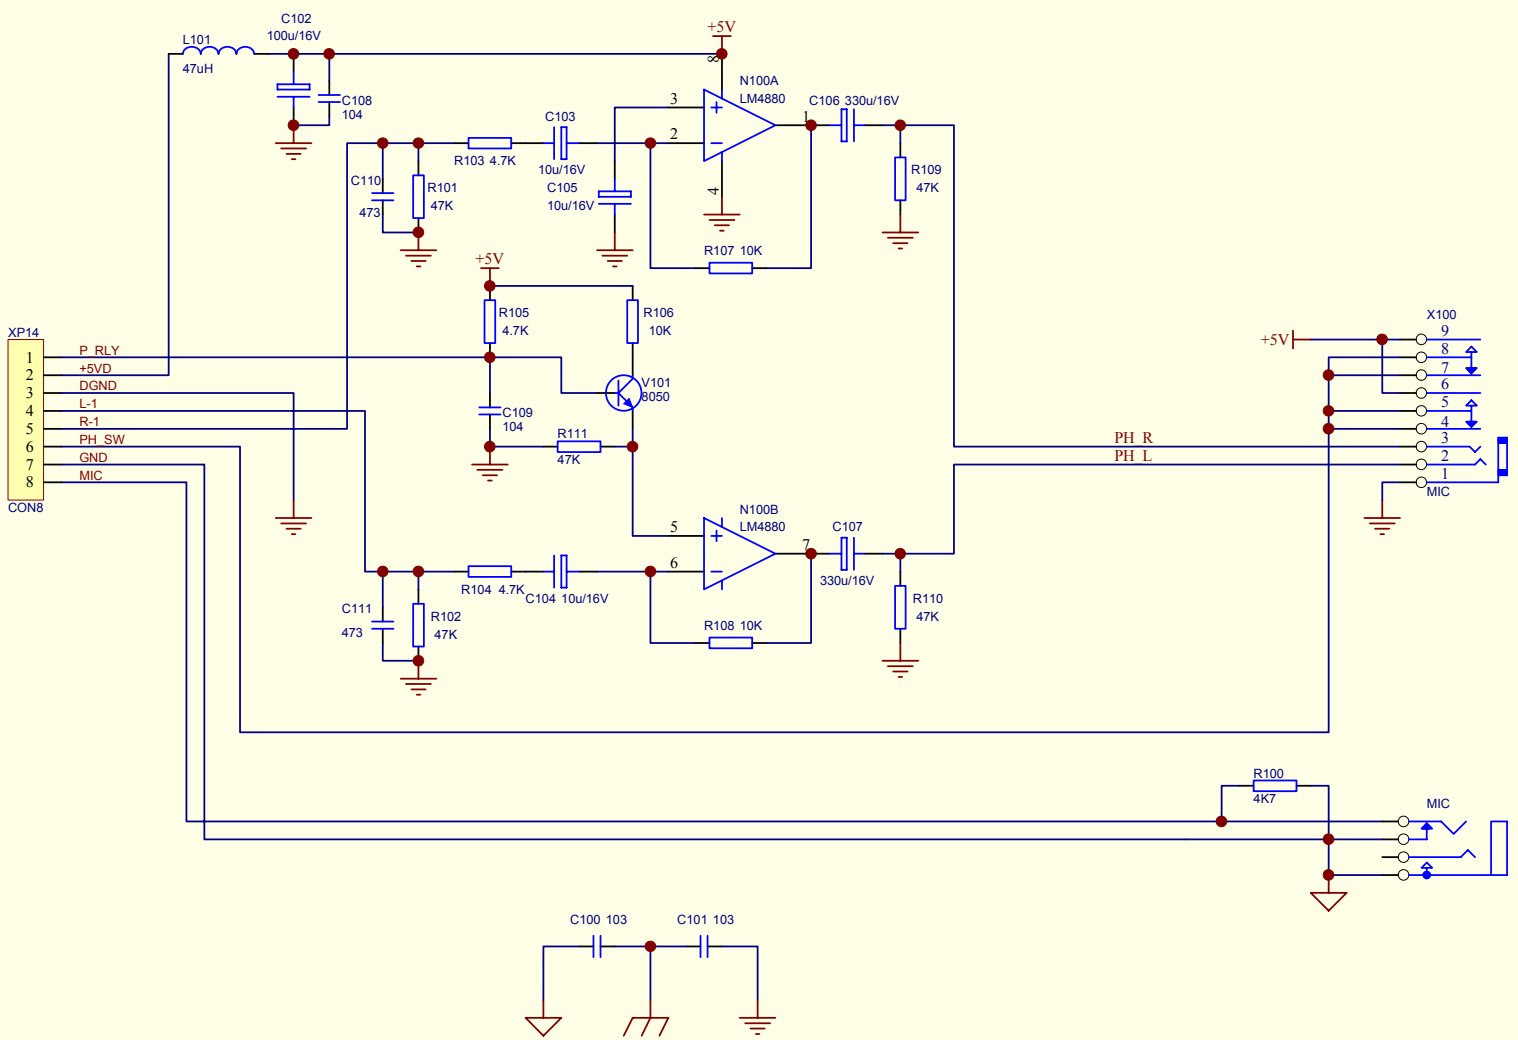 C102
100u/16V
L101
47uH
C108
104
+5V
8
N100A
LM4880
3
2
1
4
C106 330u/16V
C103
10u/16V
R103 4.7K
C105
10u/16V
C110
473
R101
47K
R109
47K
R107 10K
+5V
R105
4.7K
R106
10K
V101
8050
C109
104
R111
47K
XP14
1
2
3
4
5
6
7
8
P_RLY
+5VD
DGND
L-1
R-1
PH_SW
GND
MIC
CON8
X100
+5V
9
8
7
6
5
4
3
2
1
MIC
PH_R
PH_L
N100B
LM4880
5
6
7
C107
330u/16V
R104 4.7K
C104 10u/16V
C111
473
R102
47K
R108 10K
R110
47K
R100
4K7
MIC
C100 103
C101 103